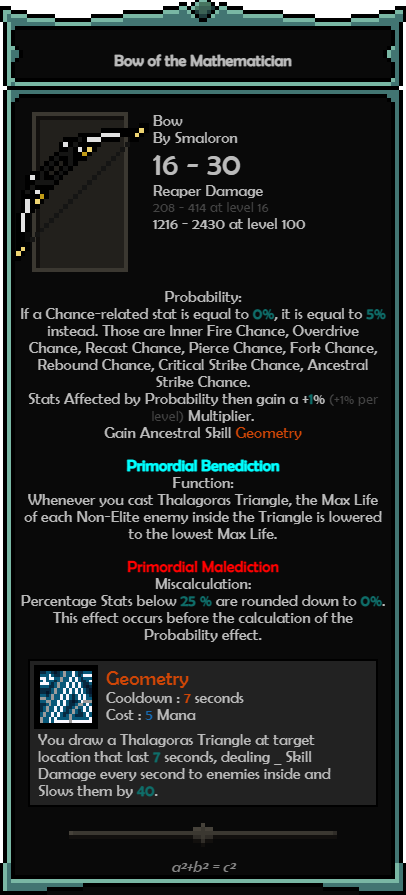 Bow of the Mathematician
Bow
By Smaloron
16 - 30
Reaper Damage
208 - 414 at level 16
1216 - 2430 at level 100
Probability:
If a Chance-related stat is equal to 0%, it is equal to 5%
instead. Those are Inner Fire Chance, Overdrive
Chance, Recast Chance, Pierce Chance, Fork Chance,
Rebound Chance, Critical Strike Chance, Ancestral
Strike Chance.
Stats Affected by Probability then gain a +1% (+1% per
level) Multiplier.
Gain Ancestral Skill Geometry
Primordial Benediction
Function:
Whenever you cast Thalagoras Triangle, the Max Life
of each Non-Elite enemy inside the Triangle is lowered
to the lowest Max Life.
Primordial Malediction
Miscalculation:
Percentage Stats below 25 % are rounded down to 0%.
This effect occurs before the calculation of the
Probability effect.
Geometry
Cooldown : 7 seconds
Cost : 5 Mana
You draw a Thalagoras Triangle at target
location that last 7 seconds, dealing _ Skill
Damage every second to enemies inside and
Slows them by 40.
a²+b² = c²